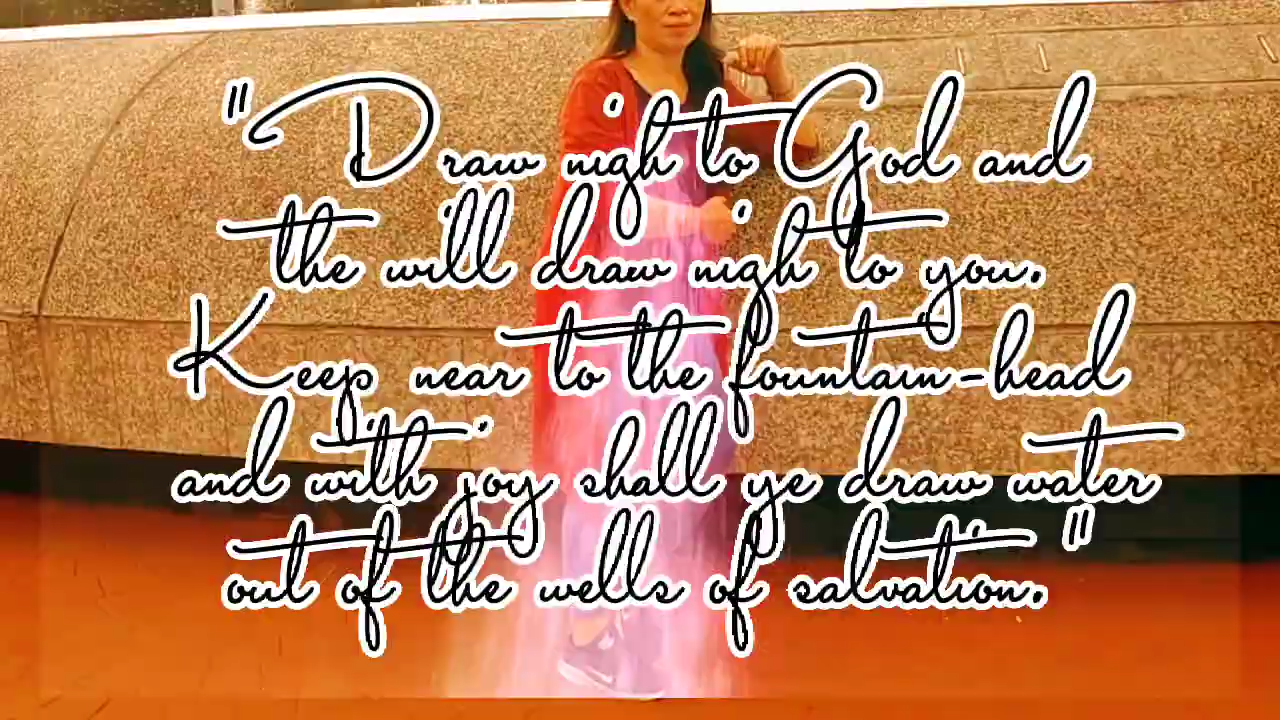 "Draw nigh to God and
the will draw nigh to you.
Keep near to the fountain-head
and with joy shall ye draw water
out of the wells of salvation."